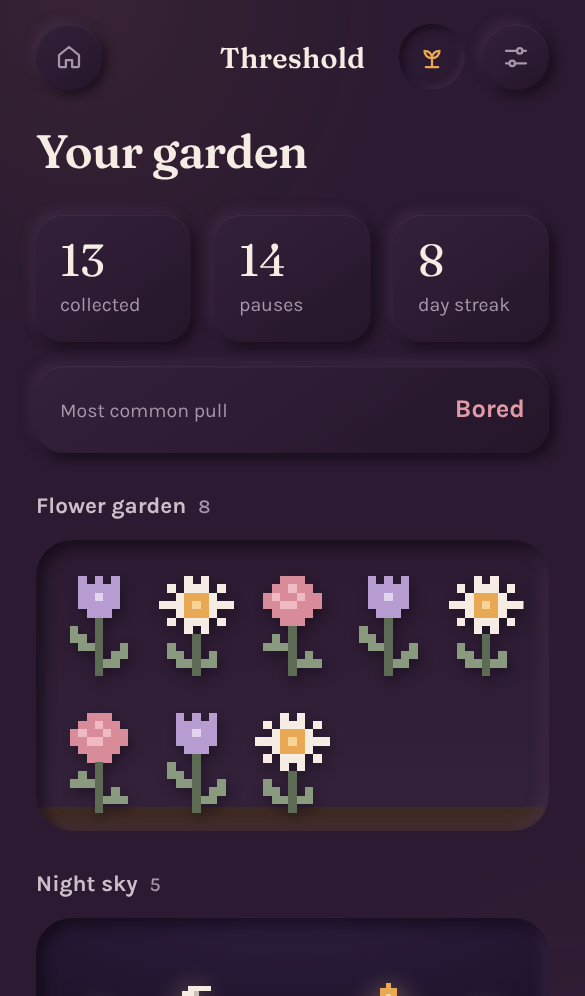 Threshold
Your garden
13
collected
14
pauses
8
day streak
Most common pull
Bored
Flower garden 8
Night sky 5